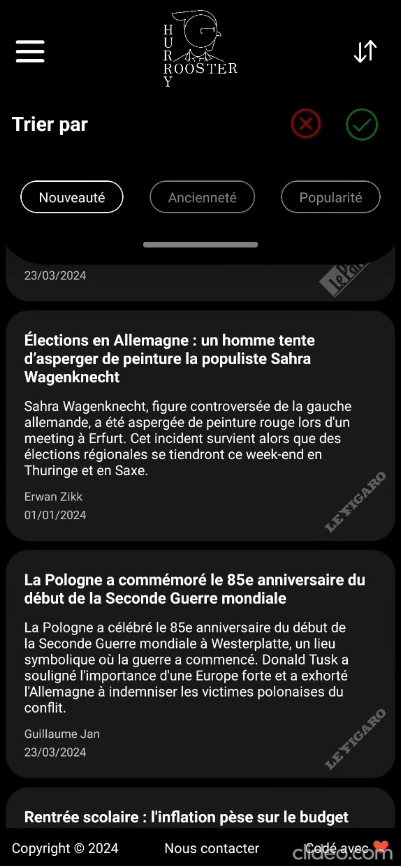 HURRY
ROOSTER
Trier par
Nouveauté
Ancienneté
Popularité
23/03/2024
Élections en Allemagne : un homme tente
d’asperger de peinture la populiste Sahra
Wagenknecht
Sahra Wagenknecht, figure controversée de la gauche
allemande, a été aspergée de peinture rouge lors d'un
meeting à Erfurt. Cet incident survient alors que des
élections régionales se tiendront ce week-end en
Thuringe et en Saxe.
Erwan Zikk
01/01/2024
LE FIGARO
La Pologne a commémoré le 85e anniversaire du
début de la Seconde Guerre mondiale
La Pologne a célébré le 85e anniversaire du début de
la Seconde Guerre mondiale à Westerplatte, un lieu
symbolique où la guerre a commencé. Donald Tusk a
souligné l'importance d'une Europe forte et a exhorté
l'Allemagne à indemniser les victimes polonaises du
conflit.
Guillaume Jan
23/03/2024
LE FIGARO
Rentrée scolaire : l'inflation pèse sur le budget
Copyright © 2024
Nous contacter
Codé avec
clideo.com